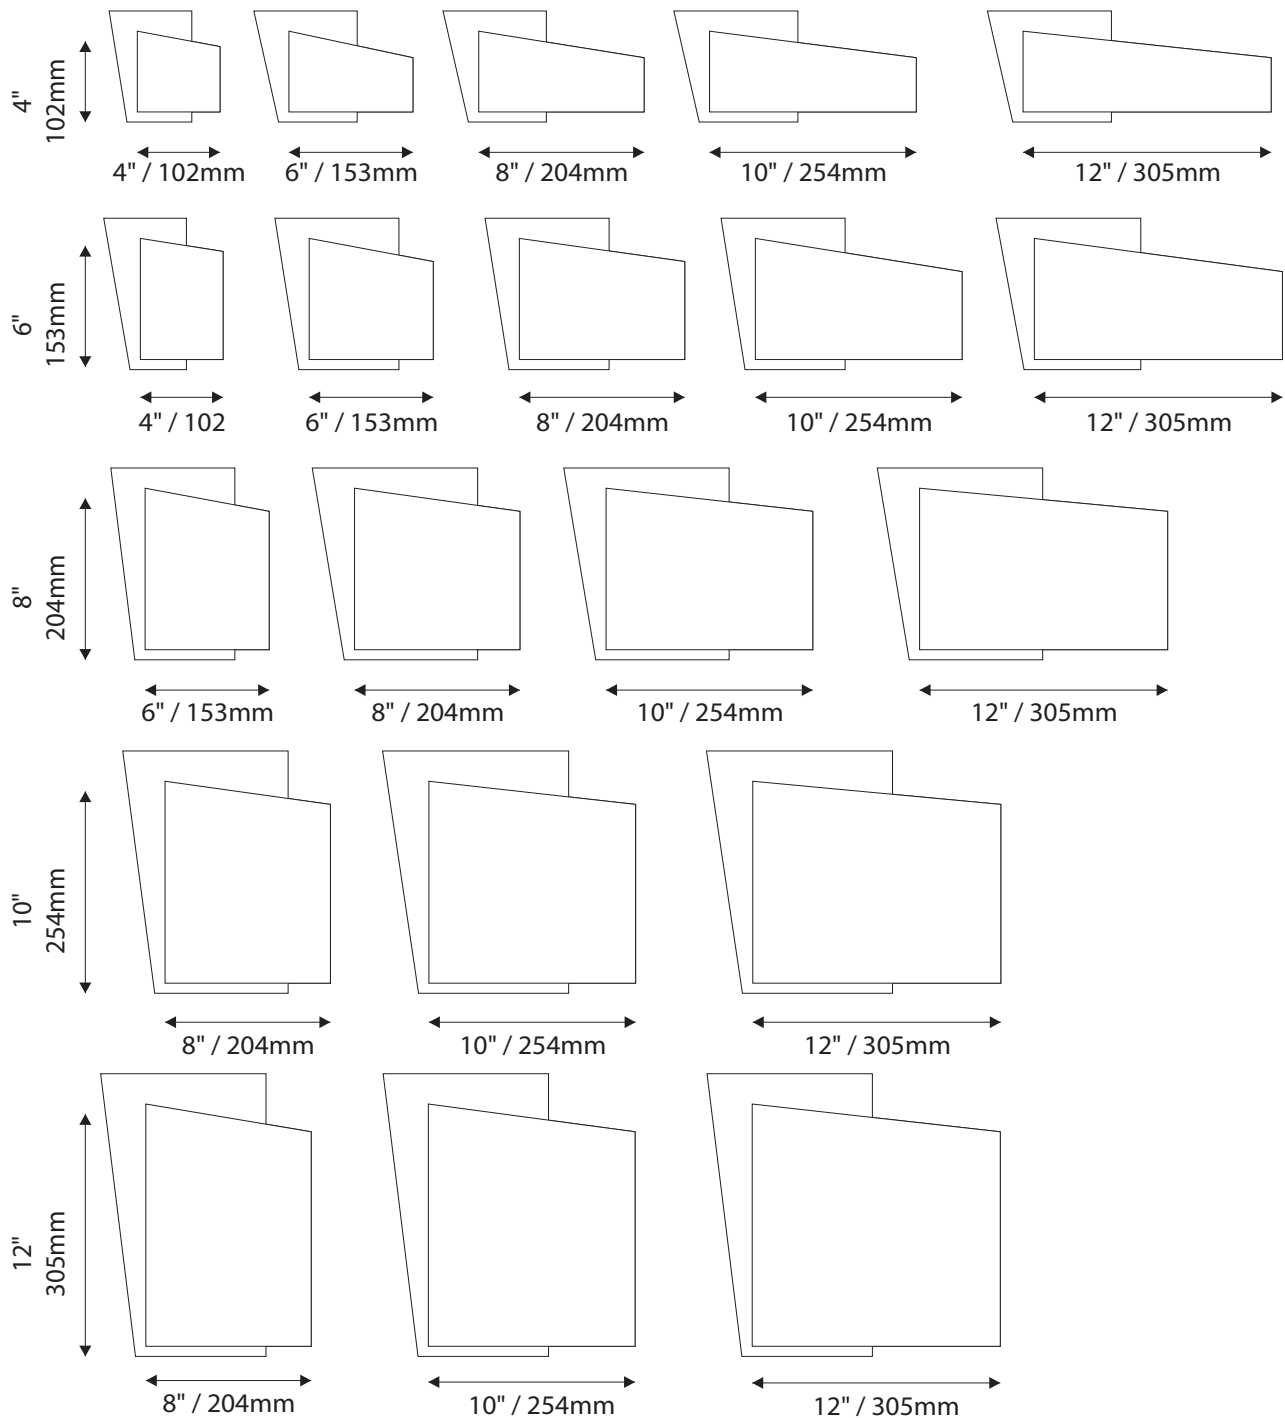 4"
102mm
4" / 102mm
6" / 153mm
8" / 204mm
10" / 254mm
12" / 305mm
6"
153mm
4" / 102
6" / 153mm
8" / 204mm
10" / 254mm
12" / 305mm
8"
204mm
6" / 153mm
8" / 204mm
10" / 254mm
12" / 305mm
10"
254mm
8" / 204mm
10" / 254mm
12" / 305mm
12"
305mm
8" / 204mm
10" / 254mm
12" / 305mm